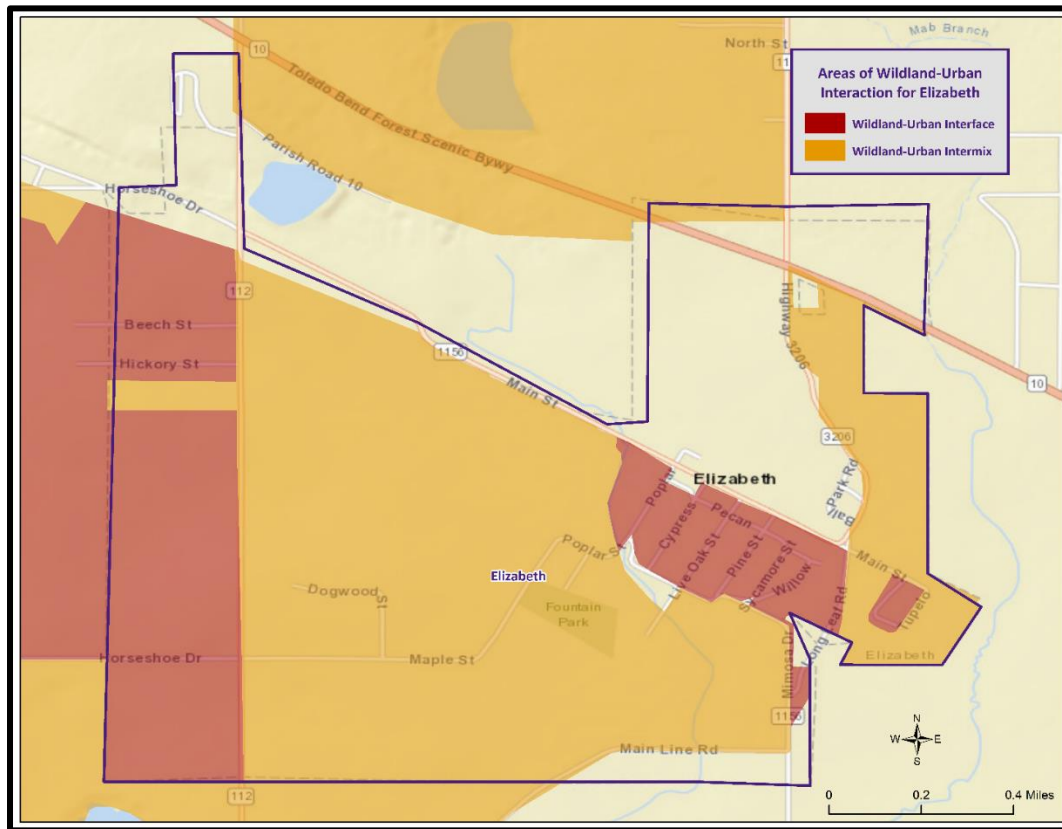 Mab Branch
North St
10
11
Areas of Wildland-Urban
Interaction for Elizabeth
Wildland-Urban Interface
Wildland-Urban Intermix
Toledo Bend Forest Scenic Bywy
Parish Road 10
Horseshoe Dr
112
Beech St
Hickory St
1156
Main St
Highway 3206
10
3206
Ball Park Rd
Elizabeth
Poplar
Cypress
Pecan
Live Oak St
Pine St
Sycamore St
Willow
Main St
Tupelo
Long Leaf Rd
Elizabeth
Poplar St
Elizabeth
Dogwood St
Fountain
Park
Horseshoe Dr
Maple St
Mimosa Dr
1156
Main Line Rd
112
N
W E
S
0 0.2 0.4 Miles